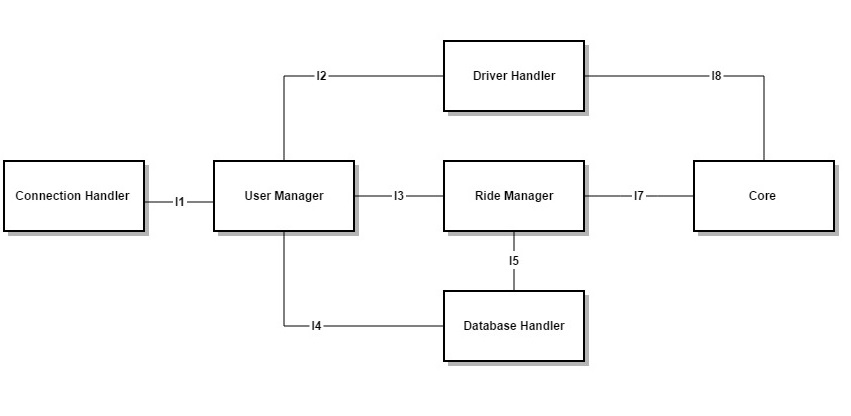 I2
Driver Handler
I8
Connection Handler
I1
User Manager
I3
Ride Manager
I7
Core
I5
I4
Database Handler